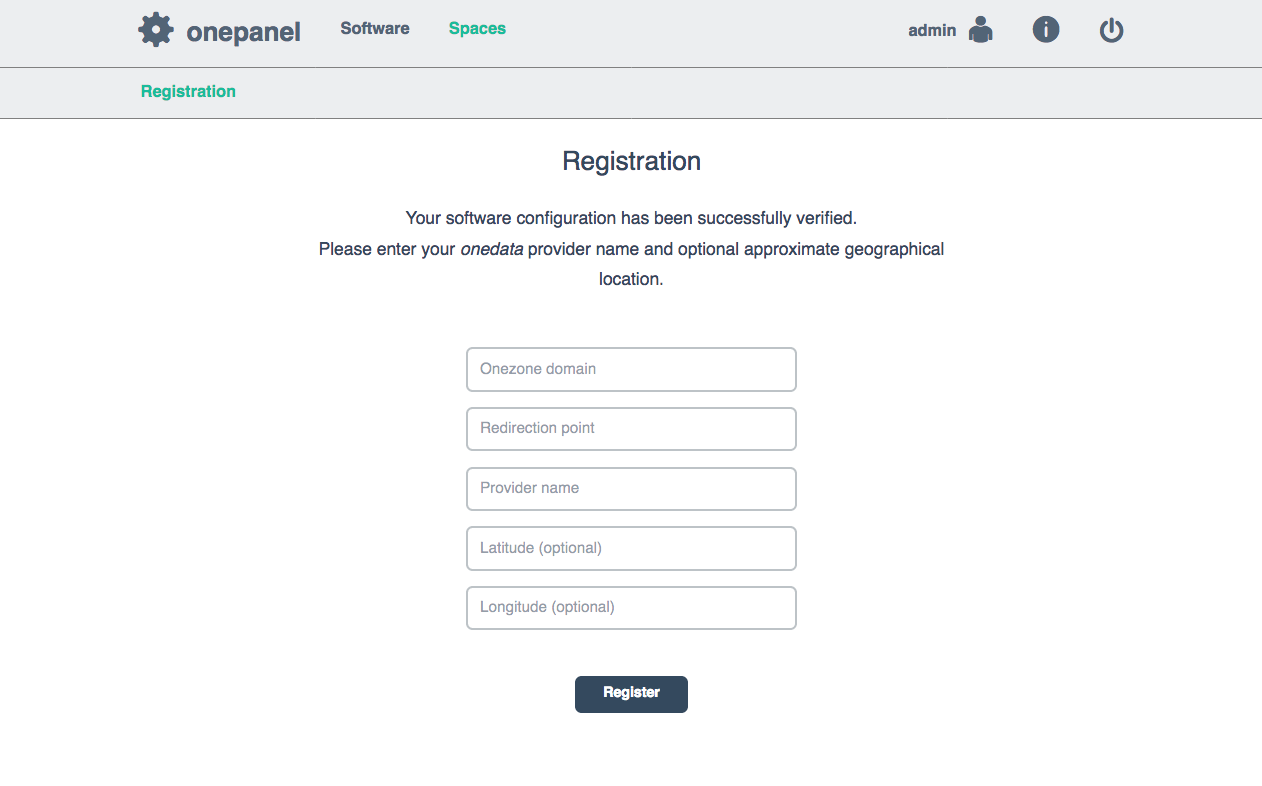 onepanel Software Spaces admin
Registration
Registration
Your software configuration has been successfully verified.
Please enter your onedata provider name and optional approximate geographical
location.
Onezone domain
Redirection point
Provider name
Latitude (optional)
Longitude (optional)
Register